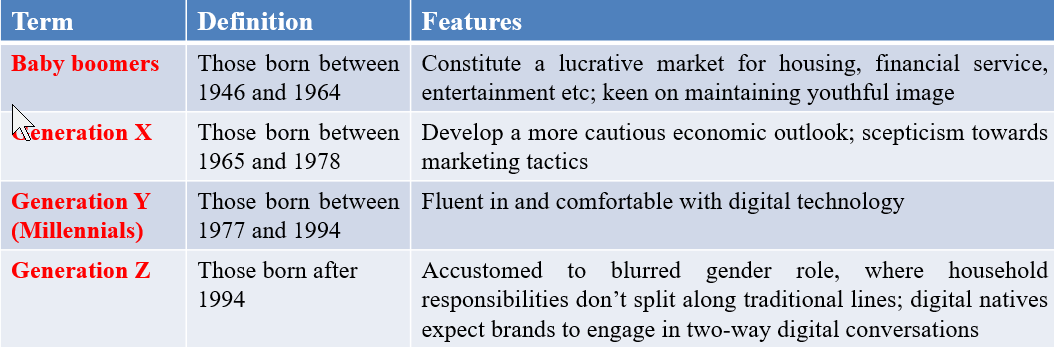 Term Definition Features
Baby boomers Those born between Constitute a lucrative market for housing, financial service,
1946 and 1964 entertainment etc; keen on maintaining youthful image
Generation X Those born between Develop a more cautious economic outlook; scepticism towards
1965 and 1978 marketing tactics
Generation Y Those born between Fluent in and comfortable with digital technology
(Millennials) 1977 and 1994
Generation Z Those born after Accustomed to blurred gender role, where household
1994 responsibilities don't split along traditional lines; digital natives
expect brands to engage in two-way digital conversations